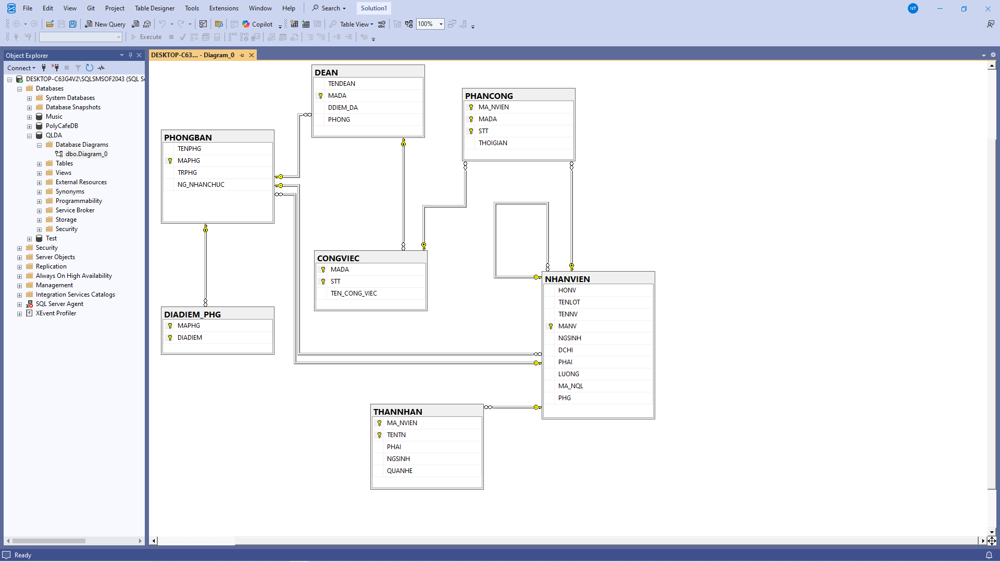 File Edit View Git Project Table Designer Tools Extensions Window Help Search Solution1 NT
New Query DAX Copilot Table View abc 100%
Execute
Object Explorer
DESKTOP-C63... - Diagram_0
Connect
DESKTOP-C63G4V2\SQLSMSOF2043 (SQL S
Databases
System Databases
Database Snapshots
Music
PolyCafeDB
QLDA
Database Diagrams
dbo.Diagram_0
Tables
Views
External Resources
Synonyms
Programmability
Service Broker
Storage
Security
Test
Security
Server Objects
Replication
Always On High Availability
Management
Integration Services Catalogs
SQL Server Agent
XEvent Profiler
DEAN
TENDEAN
MADA
DDIEM_DA
PHONG
PHANCONG
MA_NVIEN
MADA
STT
THOIGIAN
PHONGBAN
TENPHG
MAPHG
TRPHG
NG_NHANCHUC
CONGVIEC
MADA
STT
TEN_CONG_VIEC
NHANVIEN
HONV
TENLOT
TENNV
MANV
NGSINH
DCHI
PHAI
LUONG
MA_NQL
PHG
DIADIEM_PHG
MAPHG
DIADIEM
THANNHAN
MA_NVIEN
TENTN
PHAI
NGSINH
QUANHE
Ready